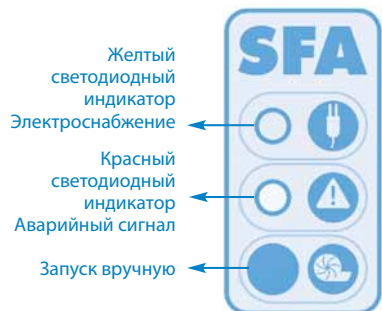 SFA
Желтый
светодиодный
индикатор
Электроснабжение
Красный
светодиодный
индикатор
Аварийный сигнал
Запуск вручную